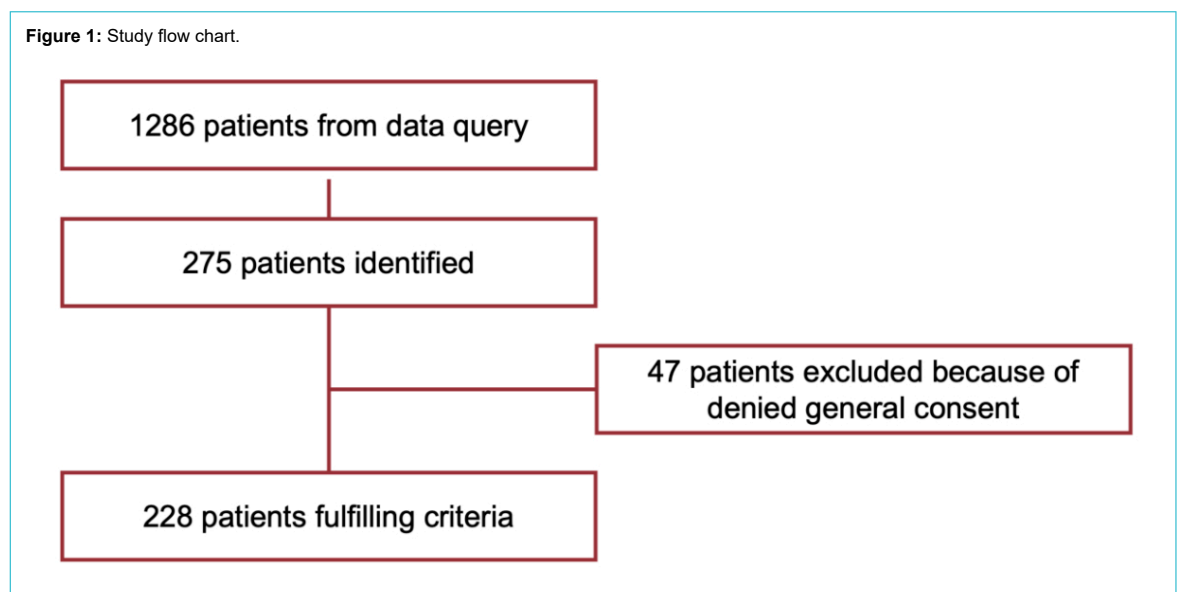 Figure 1: Study flow chart.
1286 patients from data query
275 patients identified
47 patients excluded because of
denied general consent
228 patients fulfilling criteria